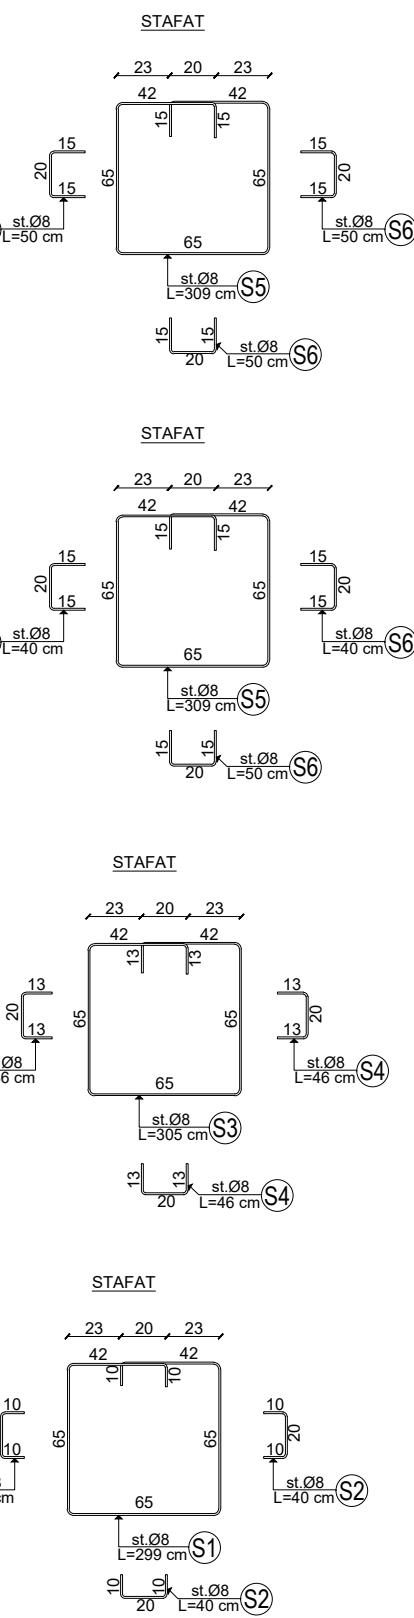 STAFAT
23 20 23
42 42
15 15
15 15
20 65 65 20
15 15
65
st.Ø8 st.Ø8
L=50 cm L=50 cm S6
st.Ø8
L=309 cm S5
15 15
20
st.Ø8
L=50 cm S6
STAFAT
23 20 23
42 42
15 15
15 15
20 65 65 20
15 15
65
st.Ø8 st.Ø8
L=40 cm L=40 cm S6
st.Ø8
L=309 cm S5
15 15
20
st.Ø8
L=50 cm S6
STAFAT
23 20 23
42 42
13 13
13 13
20 65 65 20
13 13
65
Ø8 st.Ø8
6 cm L=46 cm S4
st.Ø8
L=305 cm S3
13 13
20
st.Ø8
L=46 cm S4
STAFAT
23 20 23
42 42
10 10
10 10
65 65 20
10 10
65
st.Ø8
cm L=40 cm S2
st.Ø8
L=299 cm S1
10 10
20
st.Ø8
L=40 cm S2